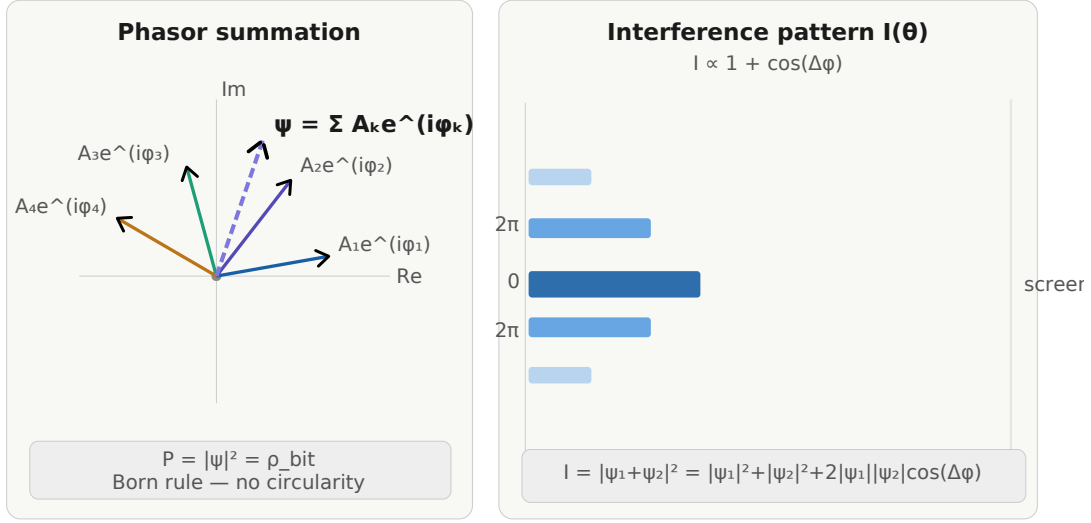 Phasor summation
Im
ψ = Σ Aₖe^(iφₖ)
A₃e^(iφ₃)
A₂e^(iφ₂)
A₄e^(iφ₄)
A₁e^(iφ₁)
Re
P = |ψ|² = ρ_bit
Born rule — no circularity
Interference pattern I(θ)
I ∝ 1 + cos(Δφ)
2π
0
screen
2π
I = |ψ₁+ψ₂|² = |ψ₁|²+|ψ₂|²+2|ψ₁||ψ₂|cos(Δφ)